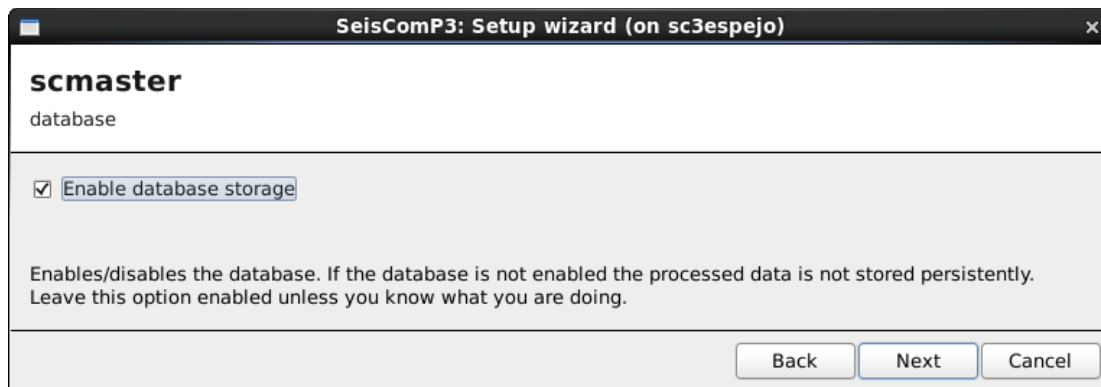 SeisComP3: Setup wizard (on sc3espejo)
scmaster
database
Enable database storage
Enables/disables the database. If the database is not enabled the processed data is not stored persistently.
Leave this option enabled unless you know what you are doing.
Back Next Cancel